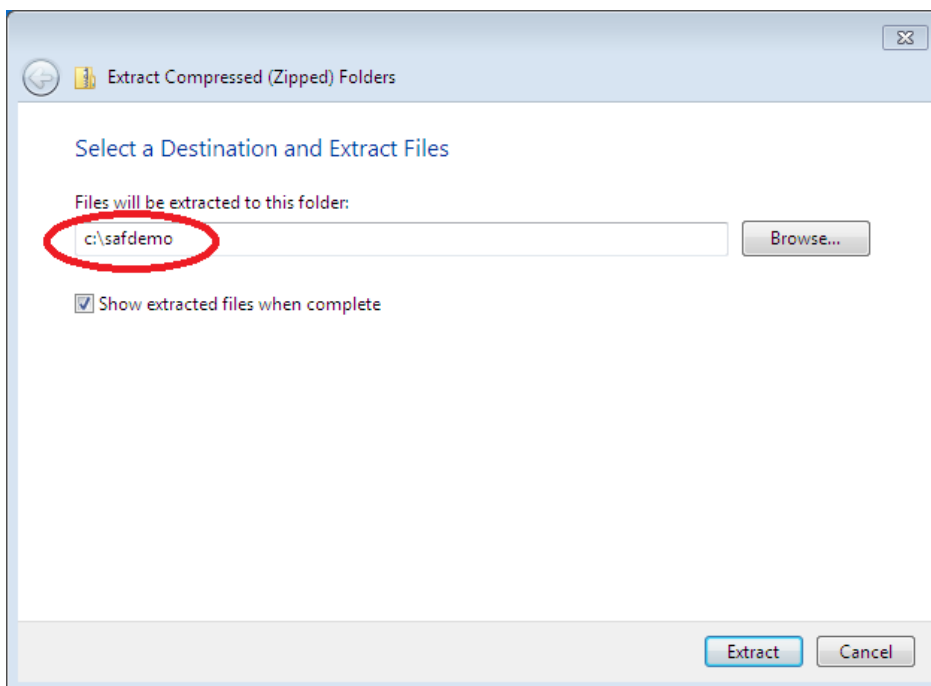 Extract Compressed (Zipped) Folders
Select a Destination and Extract Files
Files will be extracted to this folder:
c:\safdemo
Browse...
Show extracted files when complete
Extract
Cancel